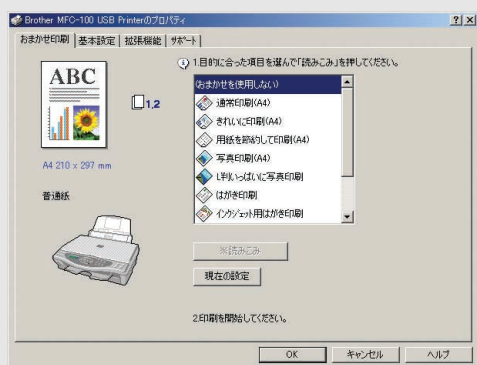 Brother MFC-100 USB Printerのプロパティ
おまかせ印刷 基本設定 拡張機能 サポート
ABC
1,2
A4 210 x 297 mm
普通紙
1.目的に合った項目を選んで「読みこみ」を押してください。
(おまかせを使用しない)
通常印刷(A4)
きれいに印刷(A4)
用紙を節約して印刷(A4)
写真印刷(A4)
L判いっぱいに写真印刷
はがき印刷
インクジェット用はがき印刷
※読みこみ
現在の設定
2.印刷を開始してください。
OK キャンセル ヘルプ